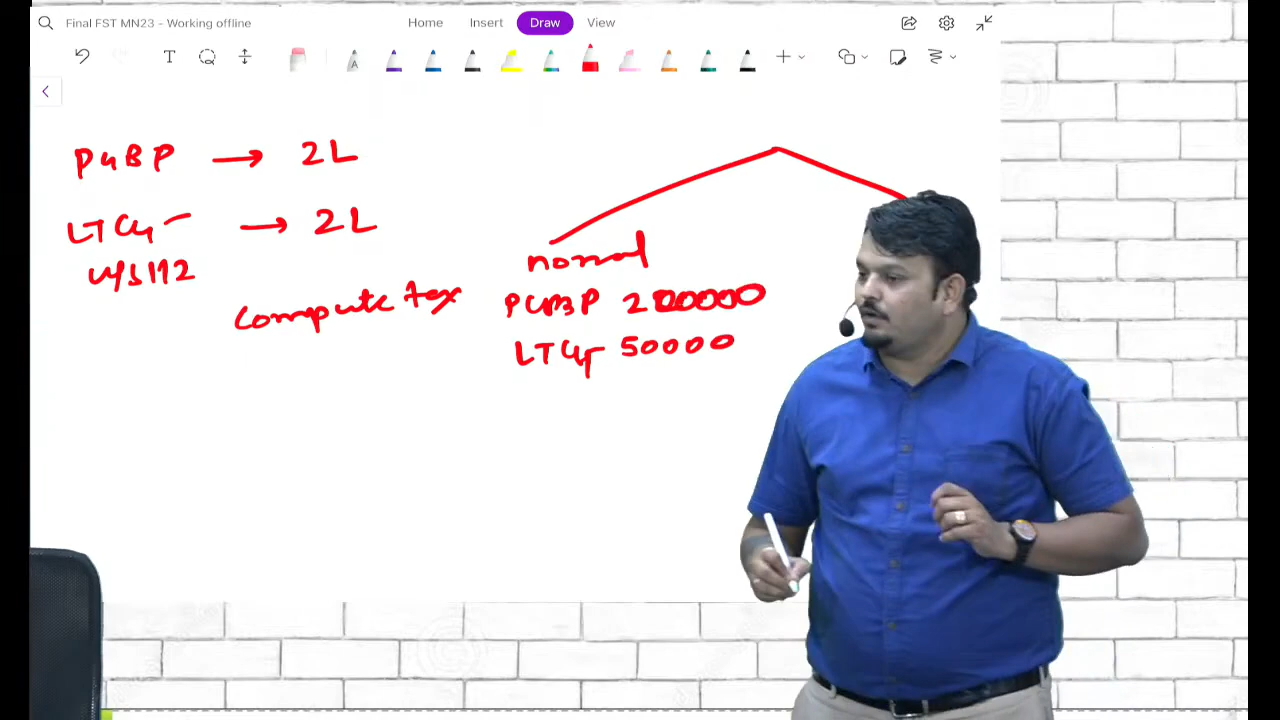 Final FST MN23 - Working offline
Home Insert Draw View
PGBP → 2L
LTCG → 2L
u/s 112
Compute tax
normal
PGBP 200000
LTCG 50000